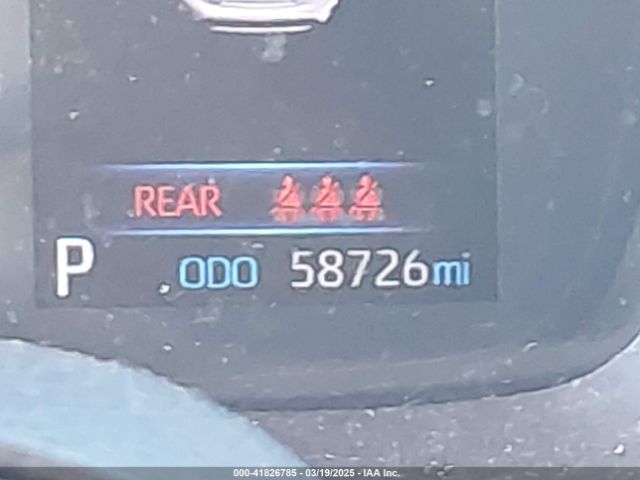 REAR
P ODO 58726mi
000-41826785 - 03/19/2025 - IAA Inc.